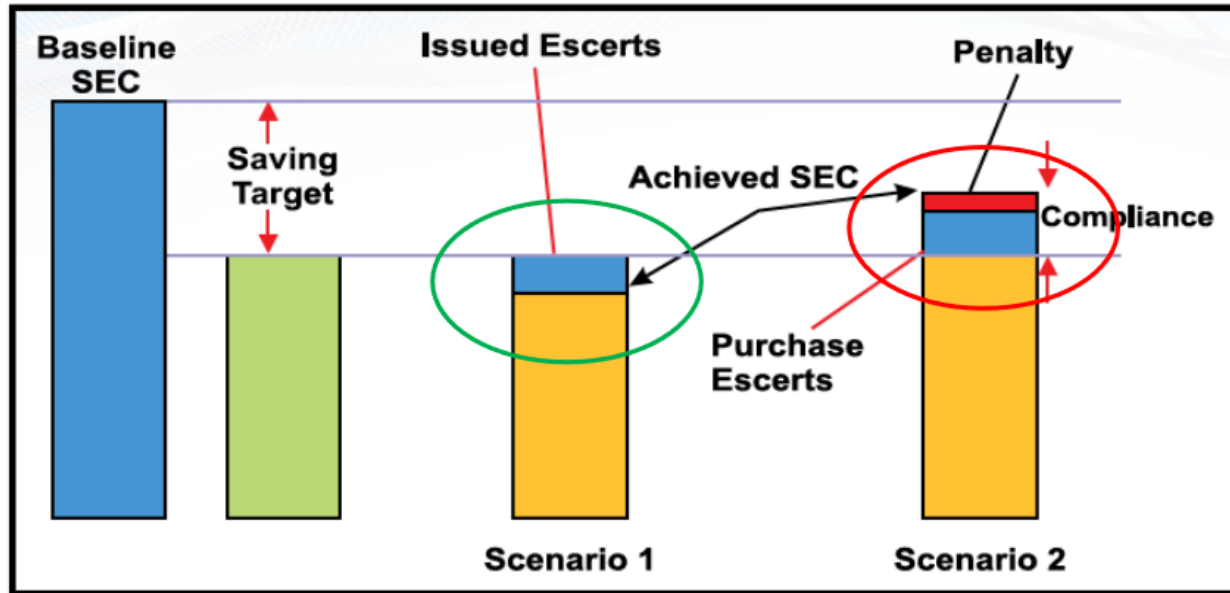 Baseline
SEC
Issued Escerts
Penalty
Saving
Target
Achieved SEC
Compliance
Purchase
Escerts
Scenario 1
Scenario 2